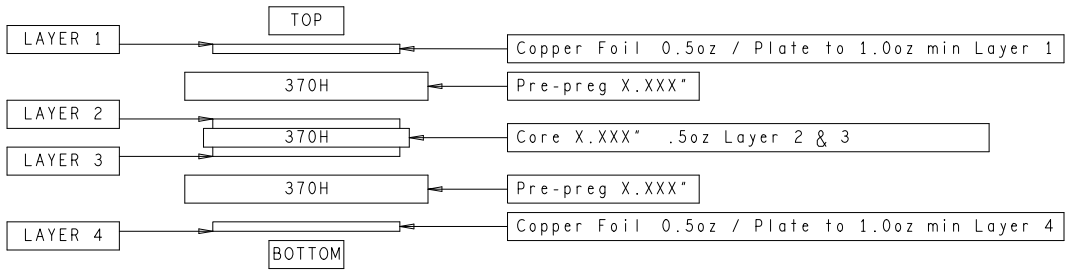 TOP
LAYER 1
Copper Foil 0.5oz / Plate to 1.0oz min Layer 1
370H
Pre-preg X.XXX"
LAYER 2
370H
Core X.XXX" .5oz Layer 2 & 3
LAYER 3
370H
Pre-preg X.XXX"
LAYER 4
Copper Foil 0.5oz / Plate to 1.0oz min Layer 4
BOTTOM